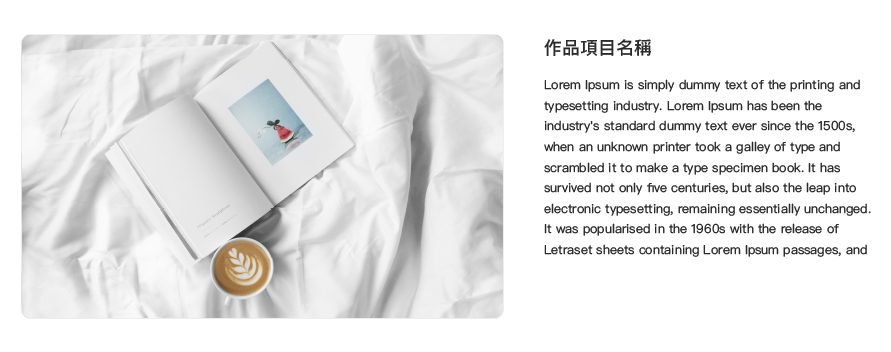 作品項目名稱
Lorem Ipsum is simply dummy text of the printing and
typesetting industry. Lorem Ipsum has been the
industry's standard dummy text ever since the 1500s,
when an unknown printer took a galley of type and
scrambled it to make a type specimen book. It has
survived not only five centuries, but also the leap into
electronic typesetting, remaining essentially unchanged.
It was popularised in the 1960s with the release of
Letraset sheets containing Lorem Ipsum passages, and